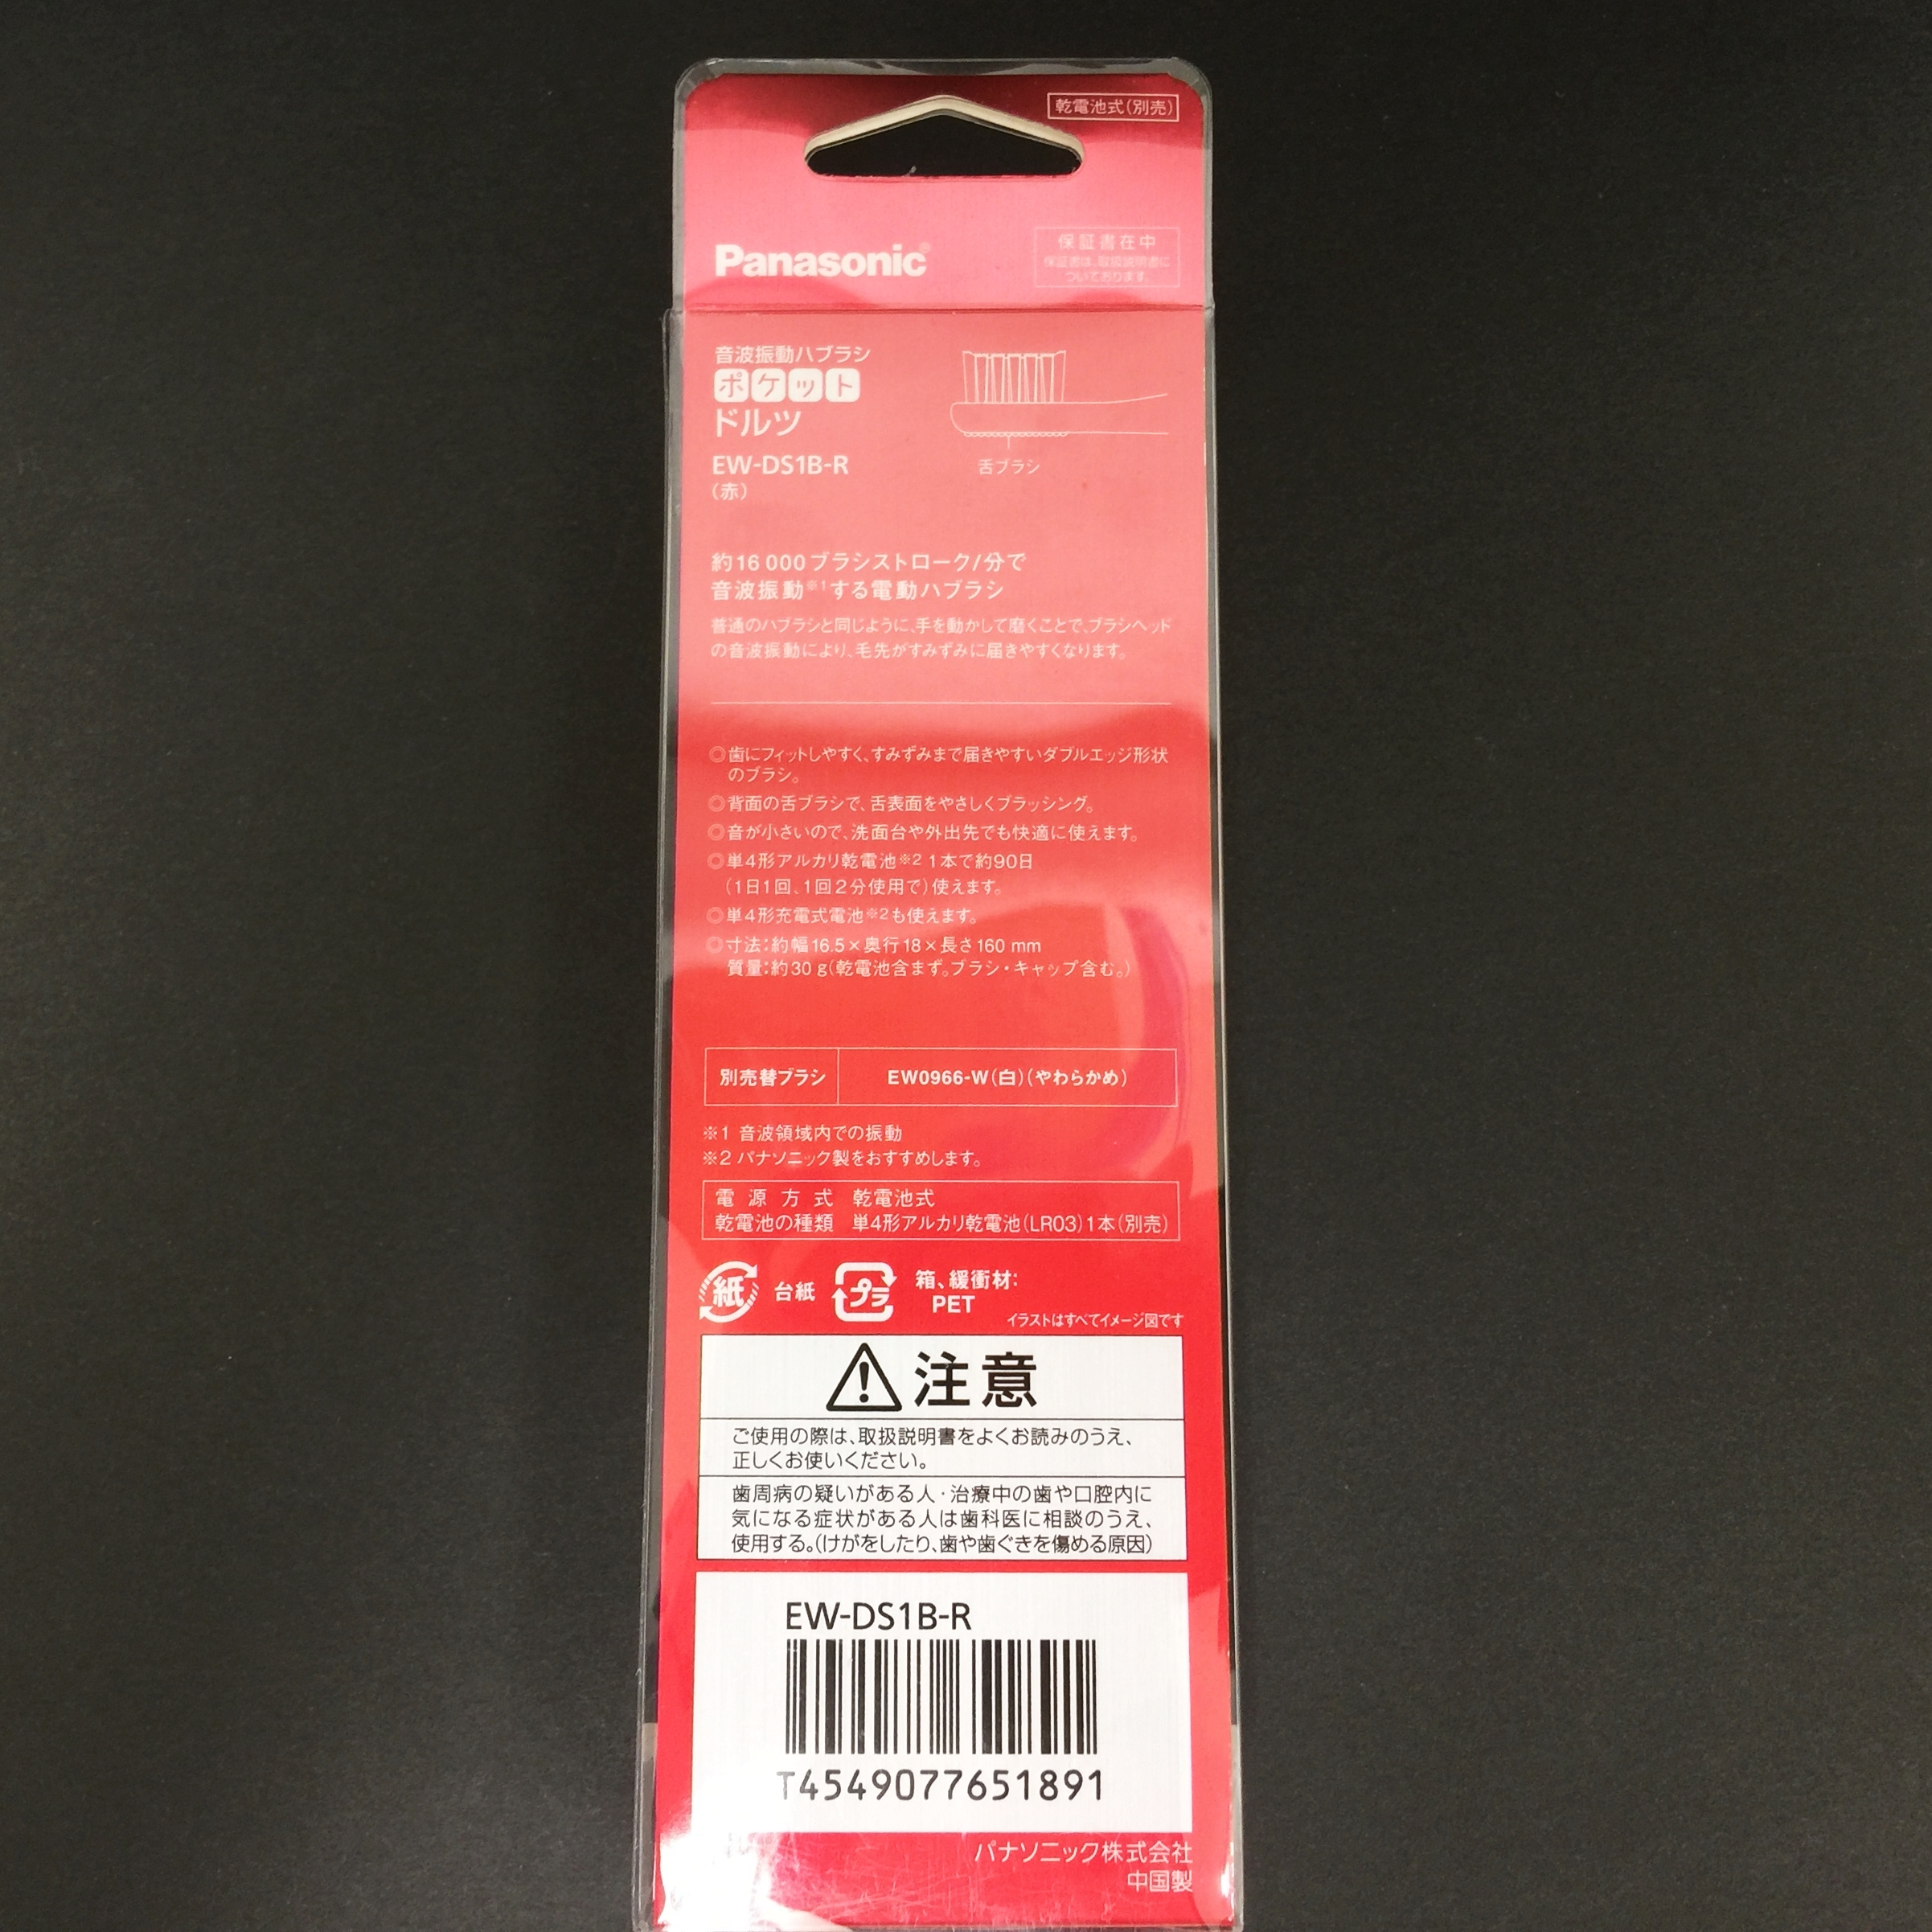 乾電池式(別売)
Panasonic®
保証書在中
保証書は、取扱説明書に
ついております。
音波振動ハブラシ
ポケット
ドルツ
EW-DS1B-R
(赤)
舌ブラシ
約16 000ブラシストローク/分で
音波振動※1する電動ハブラシ
普通のハブラシと同じように、手を動かして磨くことで、ブラシヘッド
の音波振動により、毛先がすみずみに届きやすくなります。
◎歯にフィットしやすく、すみずみまで届きやすいダブルエッジ形状
のブラシ。
◎背面の舌ブラシで、舌表面をやさしくブラッシング。
◎音が小さいので、洗面台や外出先でも快適に使えます。
◎単4形アルカリ乾電池※2 1本で約90日
(1日1回、1回2分使用で)使えます。
◎単4形充電式電池※2も使えます。
◎寸法:約幅16.5×奥行18×長さ160 mm
質量:約30 g(乾電池含まず。ブラシ・キャップ含む。)
別売替ブラシ EW0966-W(白)(やわらかめ)
※1 音波領域内での振動
※2 パナソニック製をおすすめします。
電源方式 乾電池式
乾電池の種類 単4形アルカリ乾電池(LR03)1本(別売)
紙 台紙 プラ 箱、緩衝材:
PET
イラストはすべてイメージ図です
注意
ご使用の際は、取扱説明書をよくお読みのうえ、
正しくお使いください。
歯周病の疑いがある人・治療中の歯や口腔内に
気になる症状がある人は歯科医に相談のうえ、
使用する。(けがをしたり、歯や歯ぐきを傷める原因)
EW-DS1B-R
T4549077651891
パナソニック株式会社
中国製